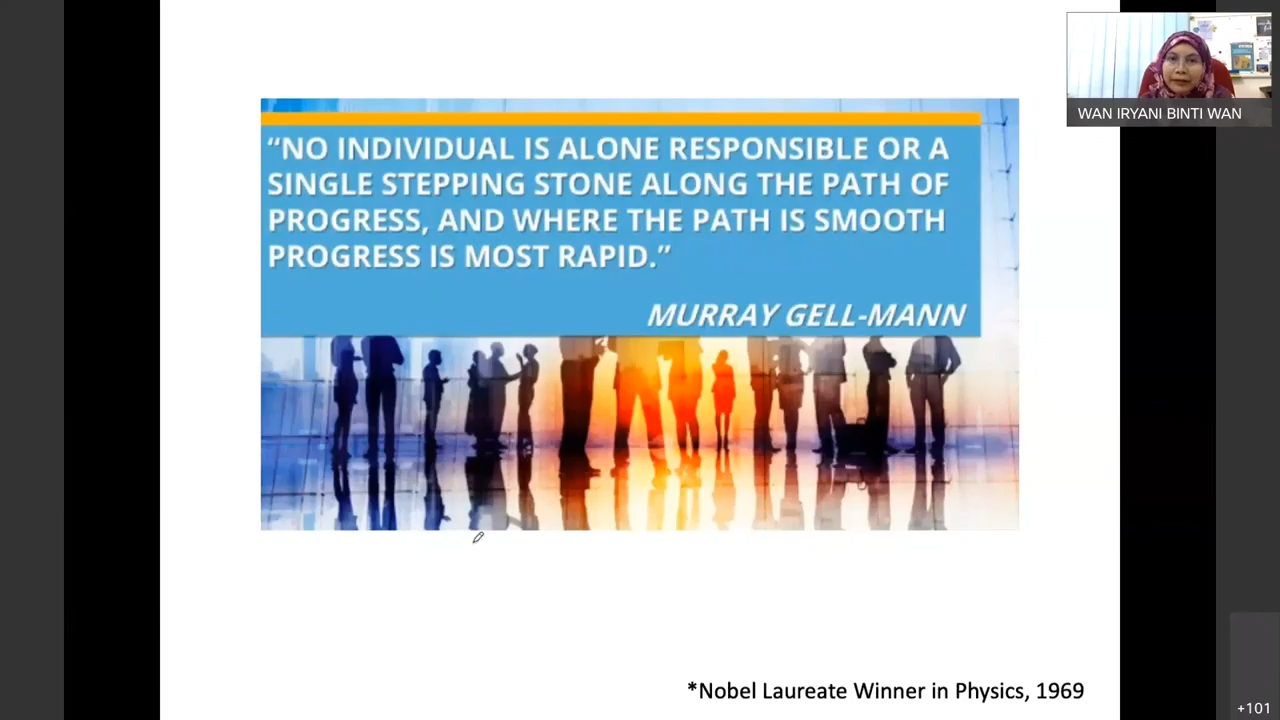 “NO INDIVIDUAL IS ALONE RESPONSIBLE OR A
SINGLE STEPPING STONE ALONG THE PATH OF
PROGRESS, AND WHERE THE PATH IS SMOOTH
PROGRESS IS MOST RAPID.”
MURRAY GELL-MANN
WAN IRYANI BINTI WAN
*Nobel Laureate Winner in Physics, 1969
+101